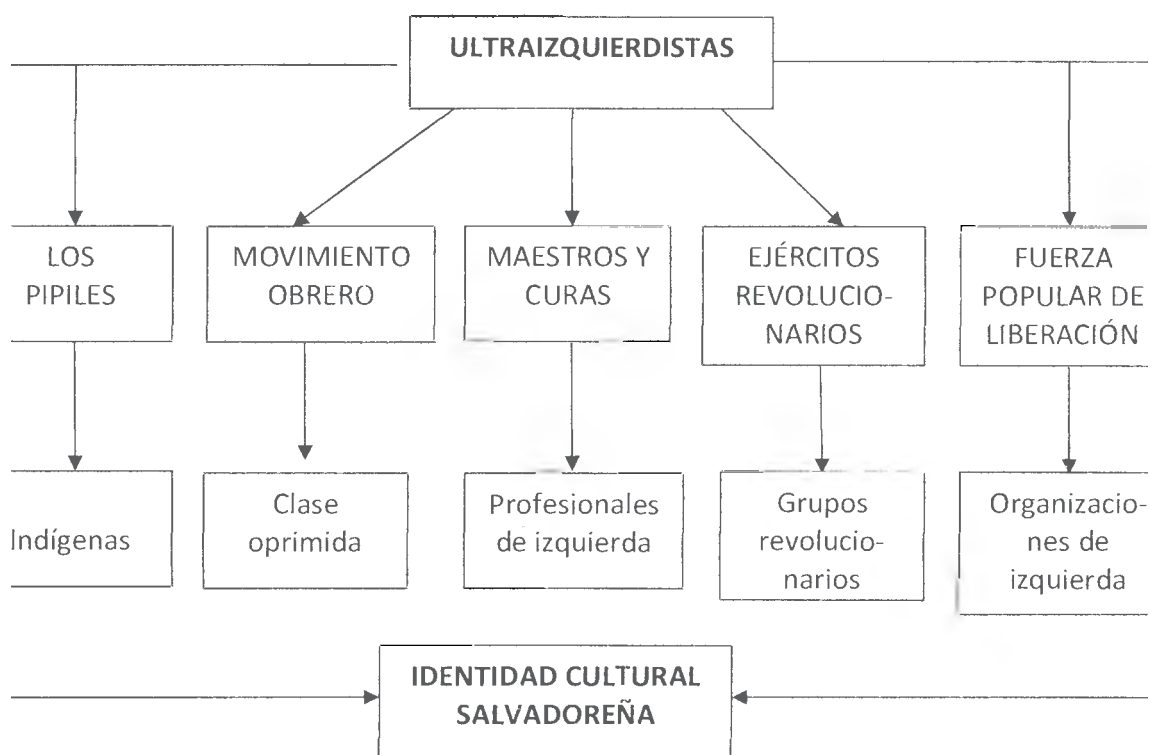 ULTRAIZQUIERDISTAS
LOS
PIPILES
MOVIMIENTO
OBRERO
MAESTROS Y
CURAS
EJÉRCITOS
REVOLUCIO-
NARIOS
FUERZA
POPULAR DE
LIBERACIÓN
Indígenas
Clase
oprimida
Profesionales
de izquierda
Grupos
revolucio-
narios
Organizacio-
nes de
izquierda
IDENTIDAD CULTURAL
SALVADOREÑA